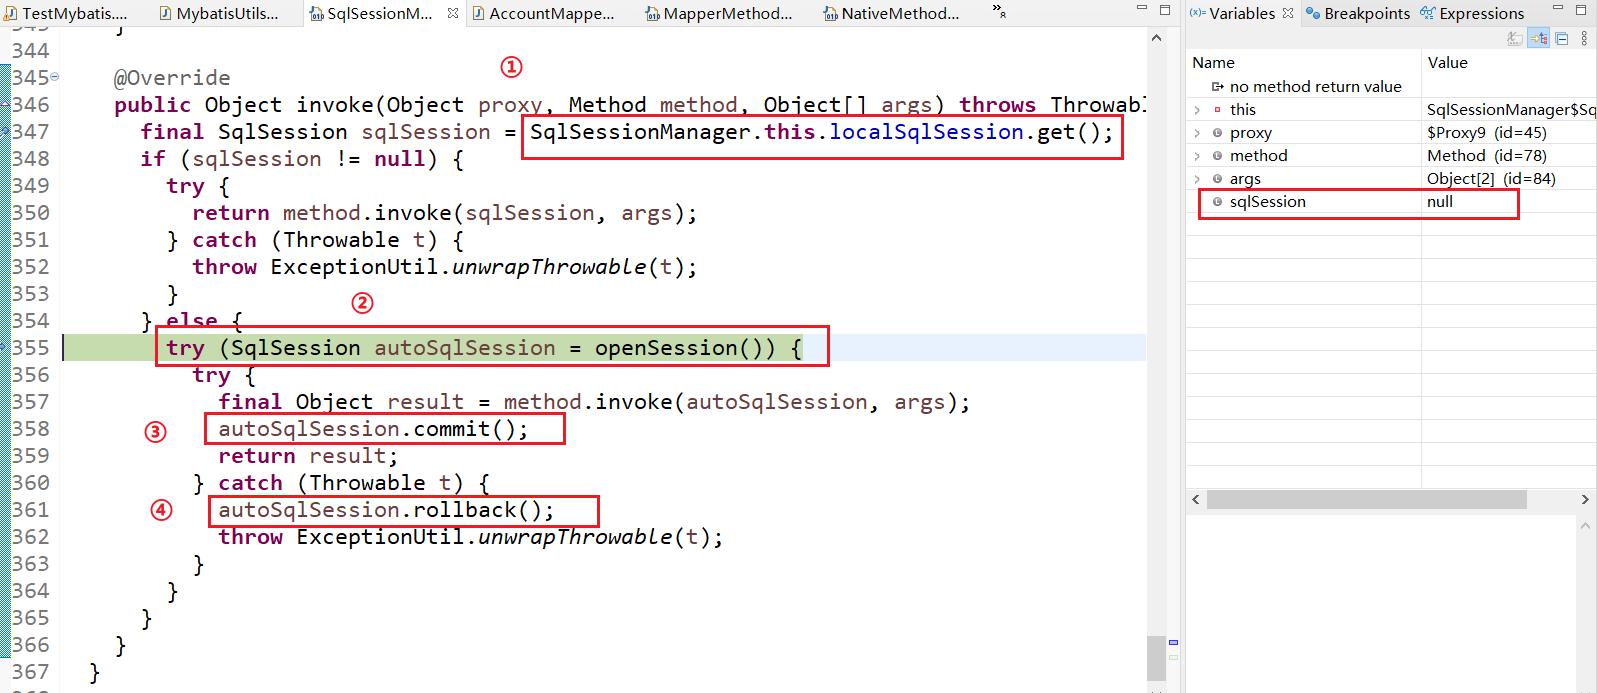 TestMybatis.... MybatisUtils... SqlSessionM... AccountMappe... MapperMethod... NativeMethod... »8
(x)= Variables Breakpoints Expressions
343 }
344
①
345 @Override
346 public Object invoke(Object proxy, Method method, Object[] args) throws Throwabl
347 final SqlSession sqlSession = SqlSessionManager.this.localSqlSession.get();
348 if (sqlSession != null) {
349 try {
350 return method.invoke(sqlSession, args);
351 } catch (Throwable t) {
352 throw ExceptionUtil.unwrapThrowable(t);
353 }
②
354 } else {
355 try (SqlSession autoSqlSession = openSession()) {
356 try {
357 final Object result = method.invoke(autoSqlSession, args);
③
358 autoSqlSession.commit();
359 return result;
360 } catch (Throwable t) {
④
361 autoSqlSession.rollback();
362 throw ExceptionUtil.unwrapThrowable(t);
363 }
364 }
365 }
366 }
367 }
Name Value
no method return value
this SqlSessionManager$Sq
proxy $Proxy9 (id=45)
method Method (id=78)
args Object[2] (id=84)
sqlSession null